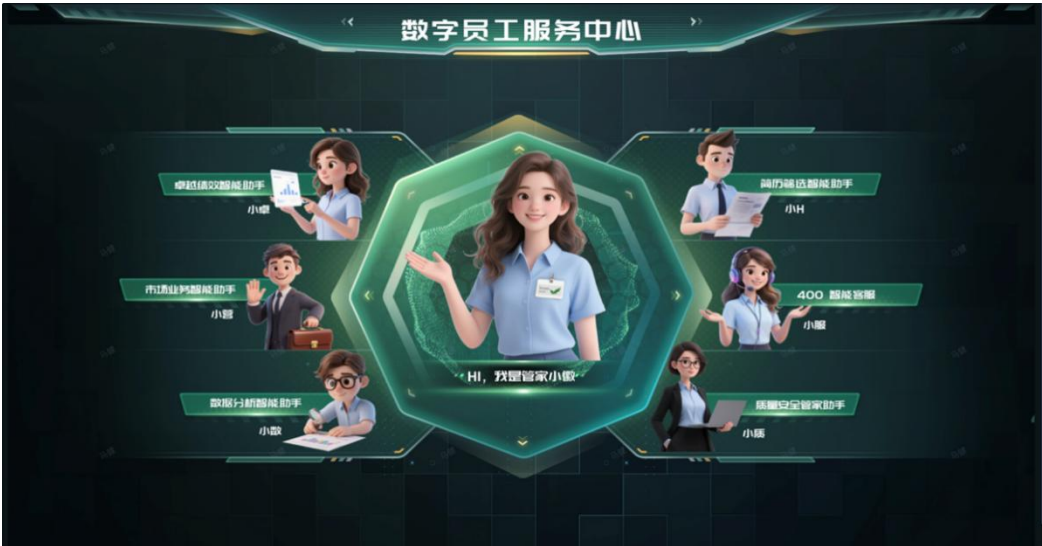 数字员工服务中心
卓越绩效智能助手
小卓
市场业务智能助手
小营
数据分析智能助手
小数
HI，我是管家小傲
简历筛选智能助手
小H
400 智能客服
小服
质量安全管家助手
小质